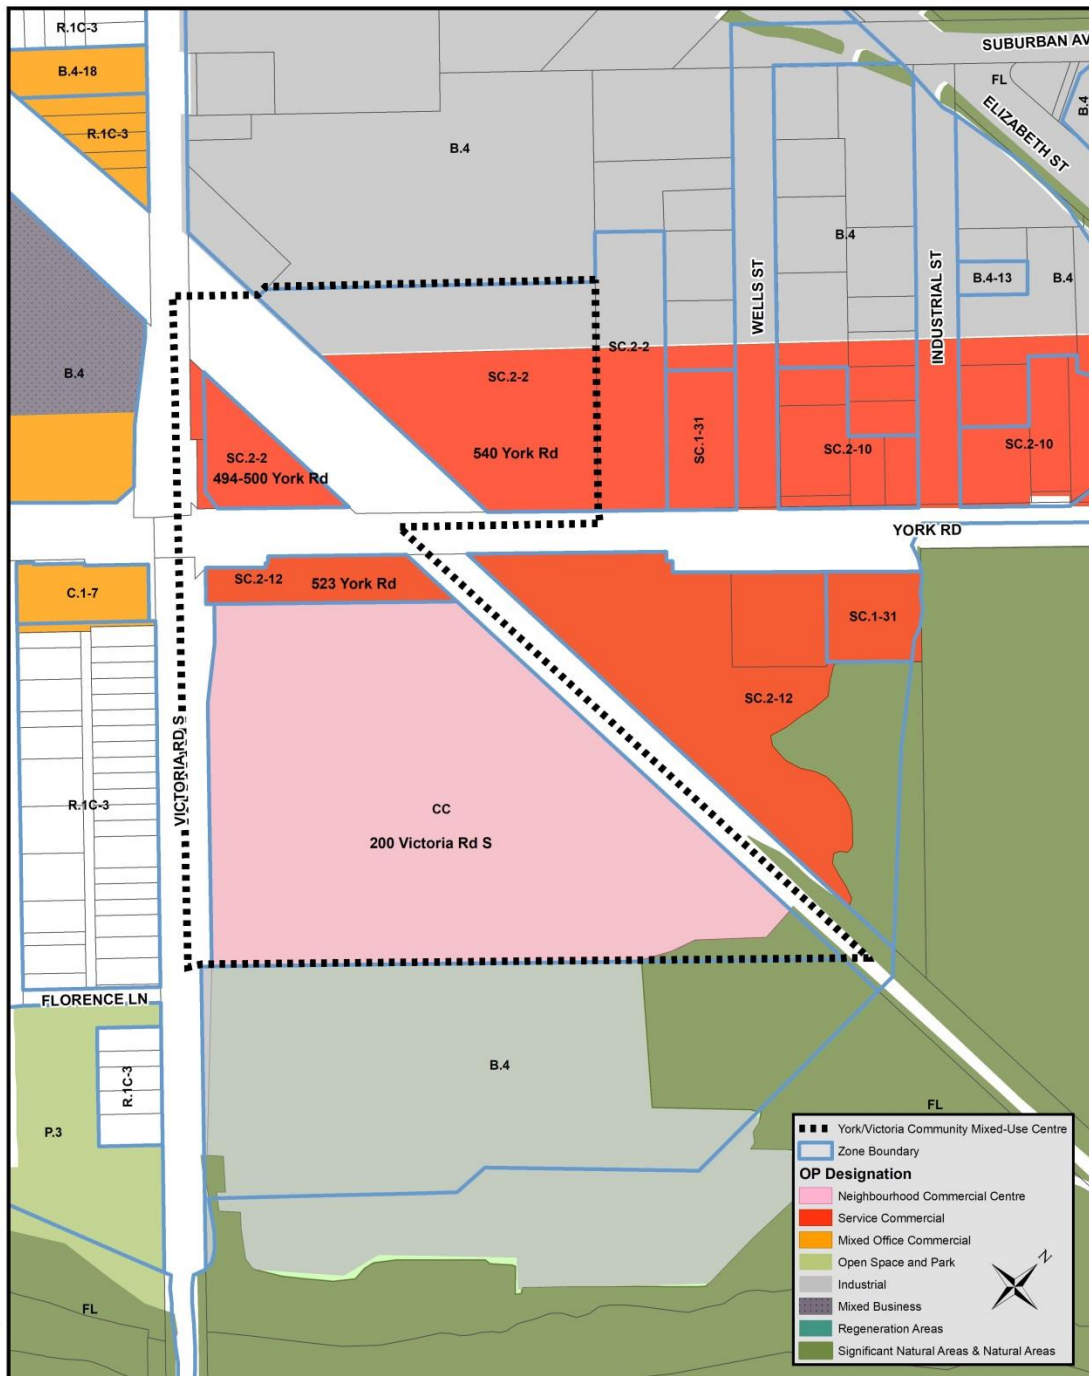 R.1C-3
SUBURBAN AV
B.4-18
FL
B.4
R.1C-3
ELIZABETH ST
B.4
B.4
B.4-13
B.4
WELLS ST
INDUSTRIAL ST
SC.2-2
B.4
SC.2-2
SC.1-31
SC.2-10
SC.2-10
SC.2-2
494-500 York Rd
540 York Rd
YORK RD
C.1-7
SC.2-12
523 York Rd
SC.1-31
SC.2-12
VICTORIA RD S
R.1C-3
CC
200 Victoria Rd S
FLORENCE LN
B.4
R.1C-3
P.3
FL
FL
York/Victoria Community Mixed-Use Centre
Zone Boundary
OP Designation
Neighbourhood Commercial Centre
Service Commercial
Mixed Office Commercial
Open Space and Park
Industrial
Mixed Business
Regeneration Areas
Significant Natural Areas & Natural Areas
N